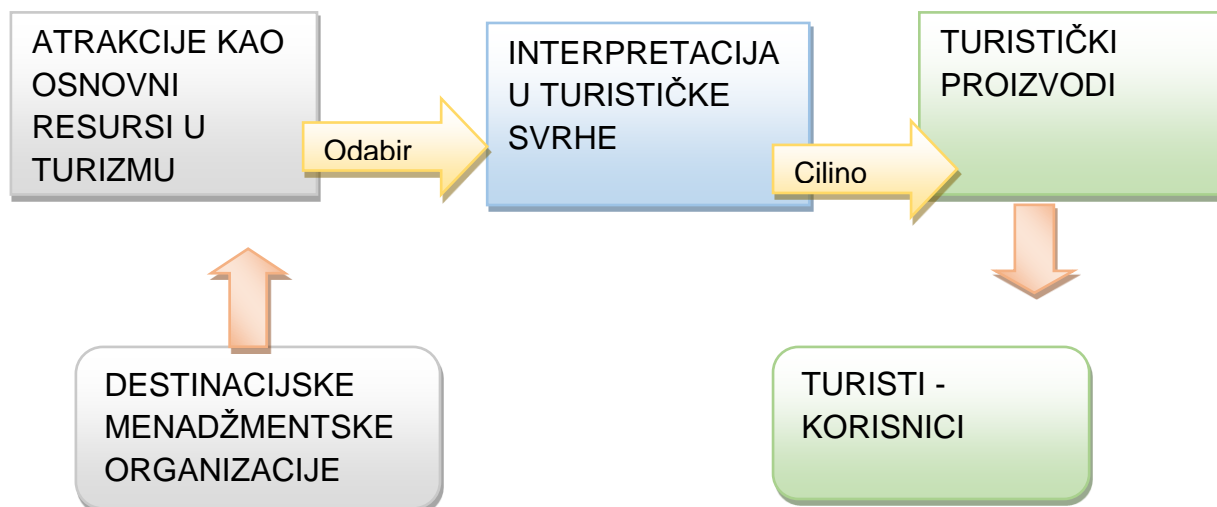 ATRAKCIJE KAO
OSNOVNI
RESURSI U
TURIZMU
Odabir
INTERPRETACIJA
U TURISTIČKE
SVRHE
Cilino
TURISTIČKI
PROIZVODI
DESTINACIJSKE
MENADŽMENTSKE
ORGANIZACIJE
TURISTI -
KORISNICI